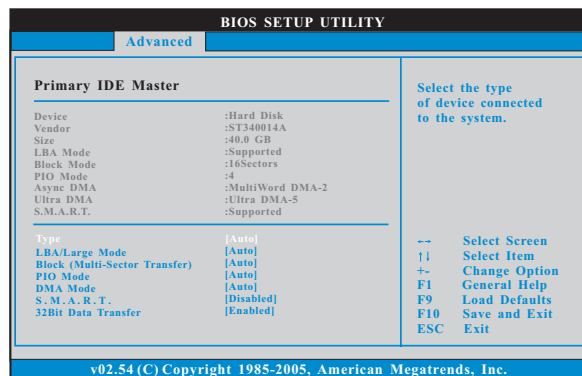 BIOS SETUP UTILITY
Advanced
Primary IDE Master
Device :Hard Disk
Vendor :ST340014A
Size :40.0 GB
LBA Mode :Supported
Block Mode :16Sectors
PIO Mode :4
Async DMA :MultiWord DMA-2
Ultra DMA :Ultra DMA-5
S.M.A.R.T. :Supported
Type [Auto]
LBA/Large Mode [Auto]
Block (Multi-Sector Transfer) [Auto]
PIO Mode [Auto]
DMA Mode [Auto]
S.M.A.R.T. [Disabled]
32Bit Data Transfer [Enabled]
Select the type
of device connected
to the system.
←→ Select Screen
↑↓ Select Item
+- Change Option
F1 General Help
F9 Load Defaults
F10 Save and Exit
ESC Exit
v02.54 (C) Copyright 1985-2005, American Megatrends, Inc.